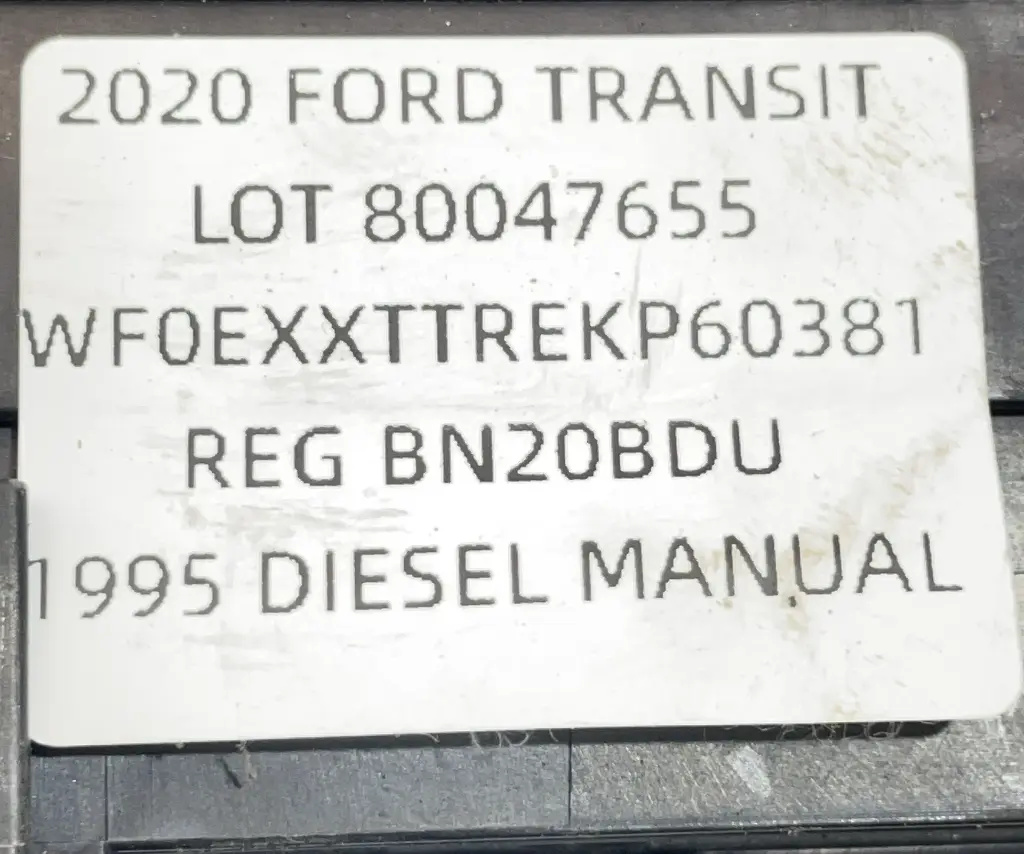 2020 FORD TRANSIT
LOT 80047655
WF0EXXTTREKP60381
REG BN20BDU
1995 DIESEL MANUAL